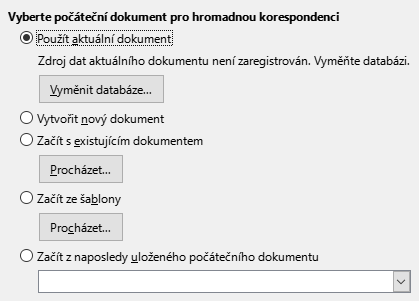 Vyberte počáteční dokument pro hromadnou korespondenci
Použít aktuální dokument
Zdroj dat aktuálního dokumentu není zaregistrován. Vyměňte databázi.
Vyměnit databáze...
Vytvořit nový dokument
Začít s existujícím dokumentem
Procházet...
Začít ze šablony
Procházet...
Začít z naposledy uloženého počátečního dokumentu